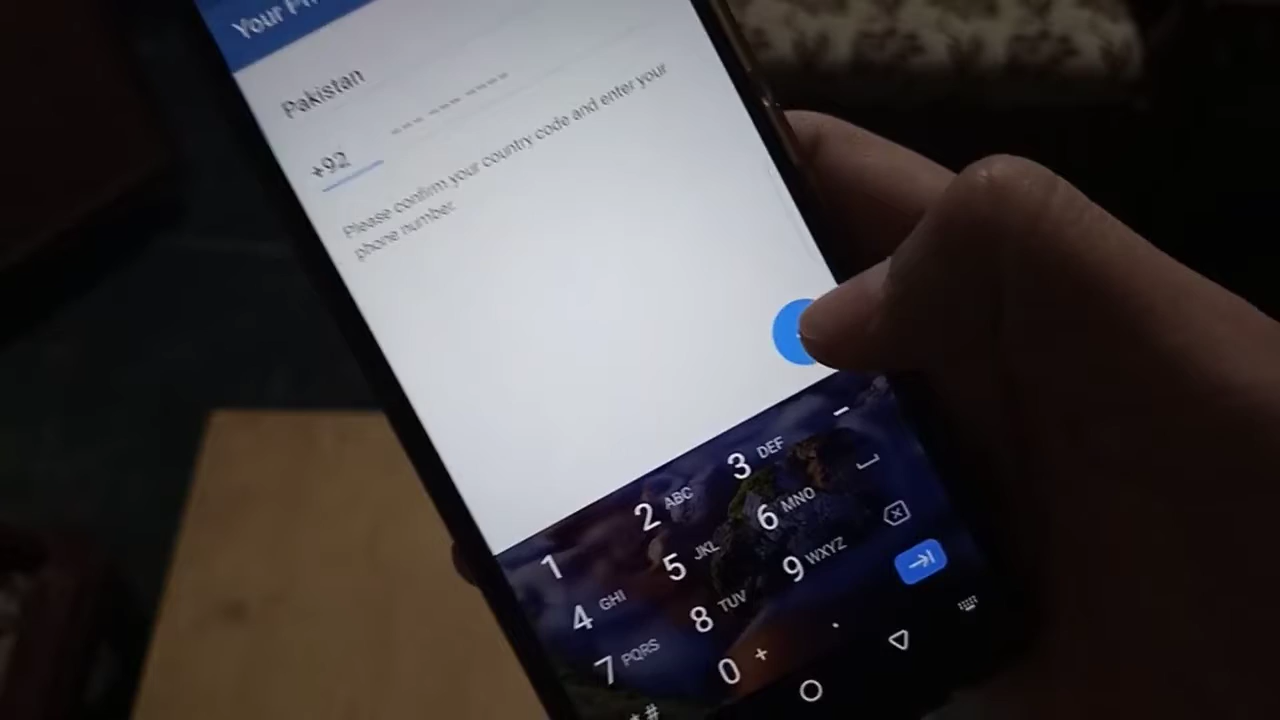 Your
Pakistan
+92
Please confirm your country code and enter your
phone number.
1
2 ABC
3 DEF
4 GHI
5 JKL
6 MNO
7 PQRS
8 TUV
9 WXYZ
0 +
* #